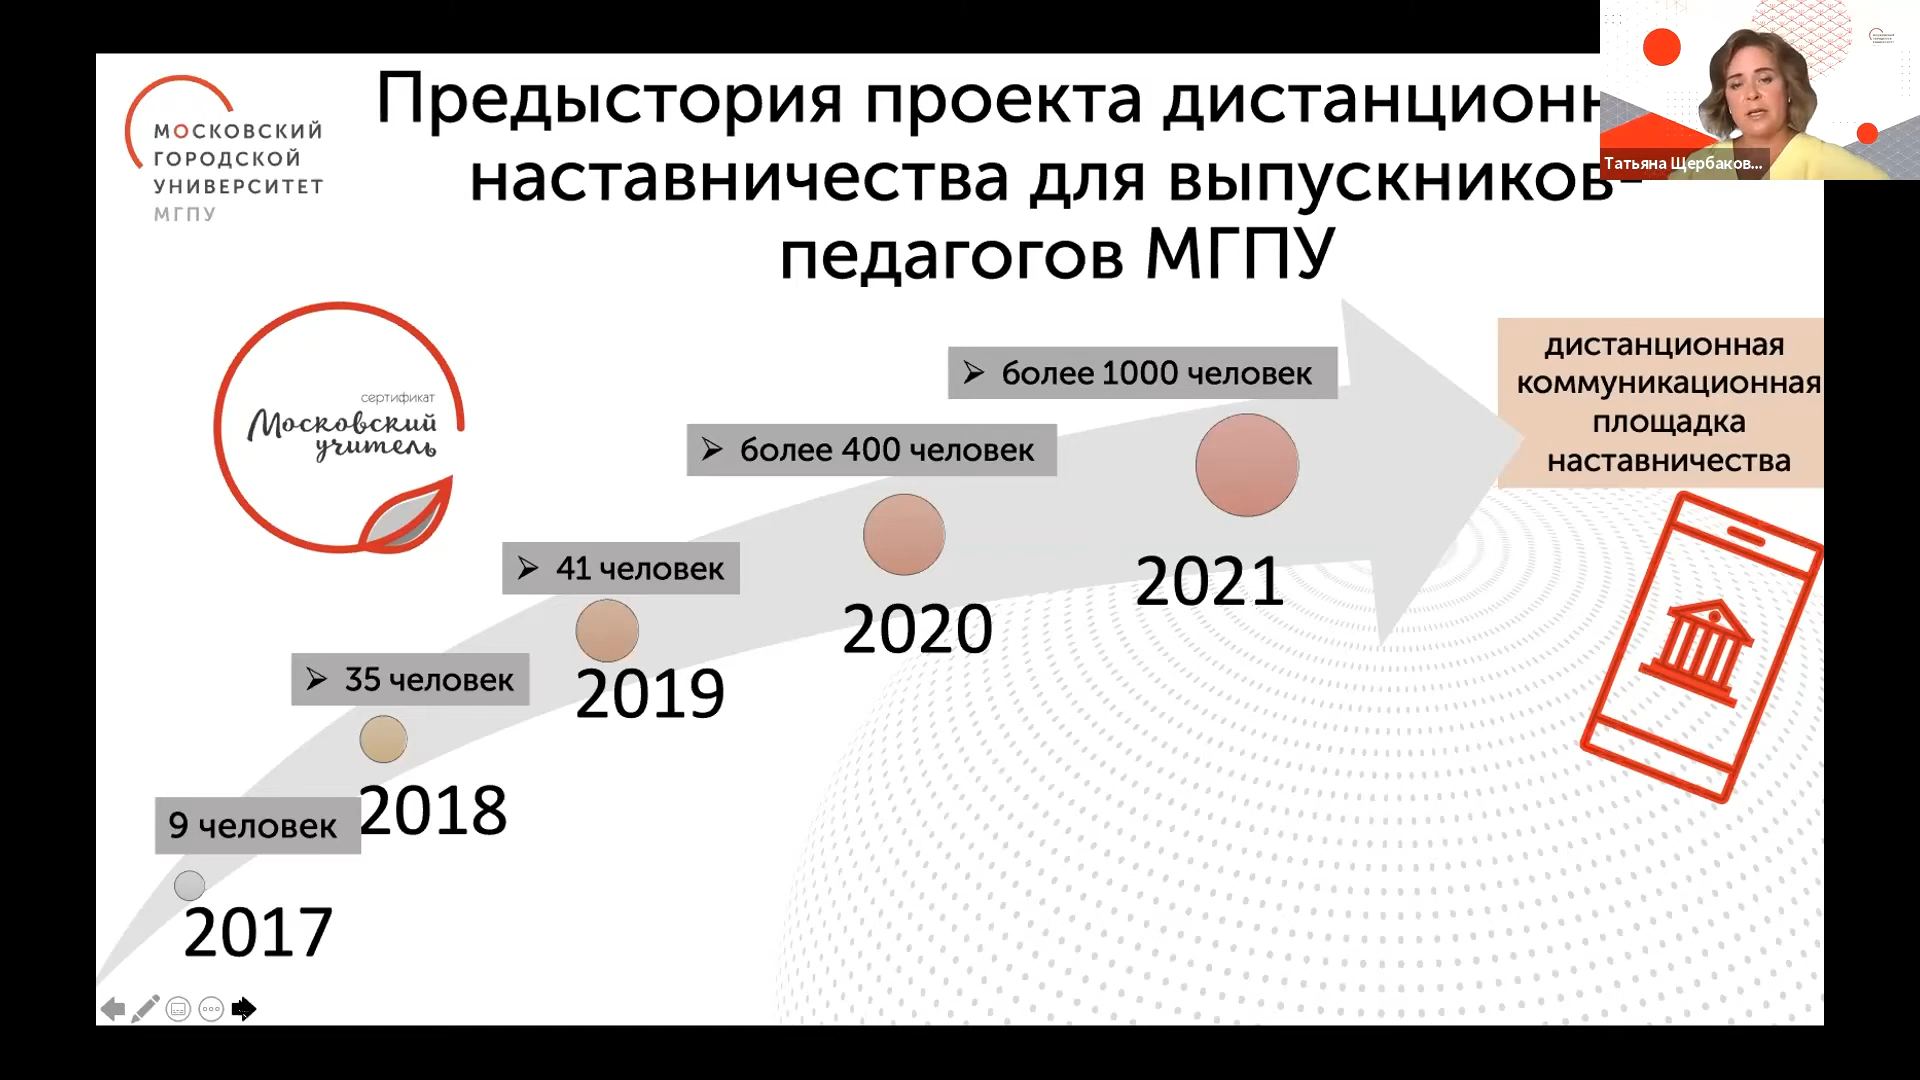 МОСКОВСКИЙ
ГОРОДСКОЙ
УНИВЕРСИТЕТ
МГПУ
Предыстория проекта дистанционн
наставничества для выпускников-
педагогов МГПУ
Татьяна Щербаков...
сертификат
Московский
учитель
дистанционная
коммуникационная
площадка
наставничества
➢ более 1000 человек
2021
➢ более 400 человек
2020
➢ 41 человек
2019
➢ 35 человек
2018
9 человек
2017